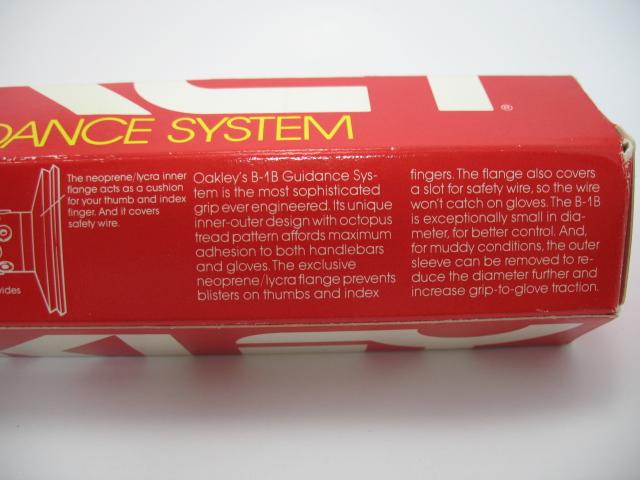 ®
DANCE SYSTEM
The neoprene/lycra inner
flange acts as a cushion
for your thumb and index
finger. And it covers
safety wire.
vides
Oakley's B-1B Guidance Sys-
tem is the most sophisticated
grip ever engineered. Its unique
inner-outer design with octopus
tread pattern affords maximum
adhesion to both handlebars
and gloves. The exclusive
neoprene/lycra flange prevents
blisters on thumbs and index
fingers. The flange also covers
a slot for safety wire, so the wire
won't catch on gloves. The B-1B
is exceptionally small in dia-
meter, for better control. And,
for muddy conditions, the outer
sleeve can be removed to re-
duce the diameter further and
increase grip-to-glove traction.